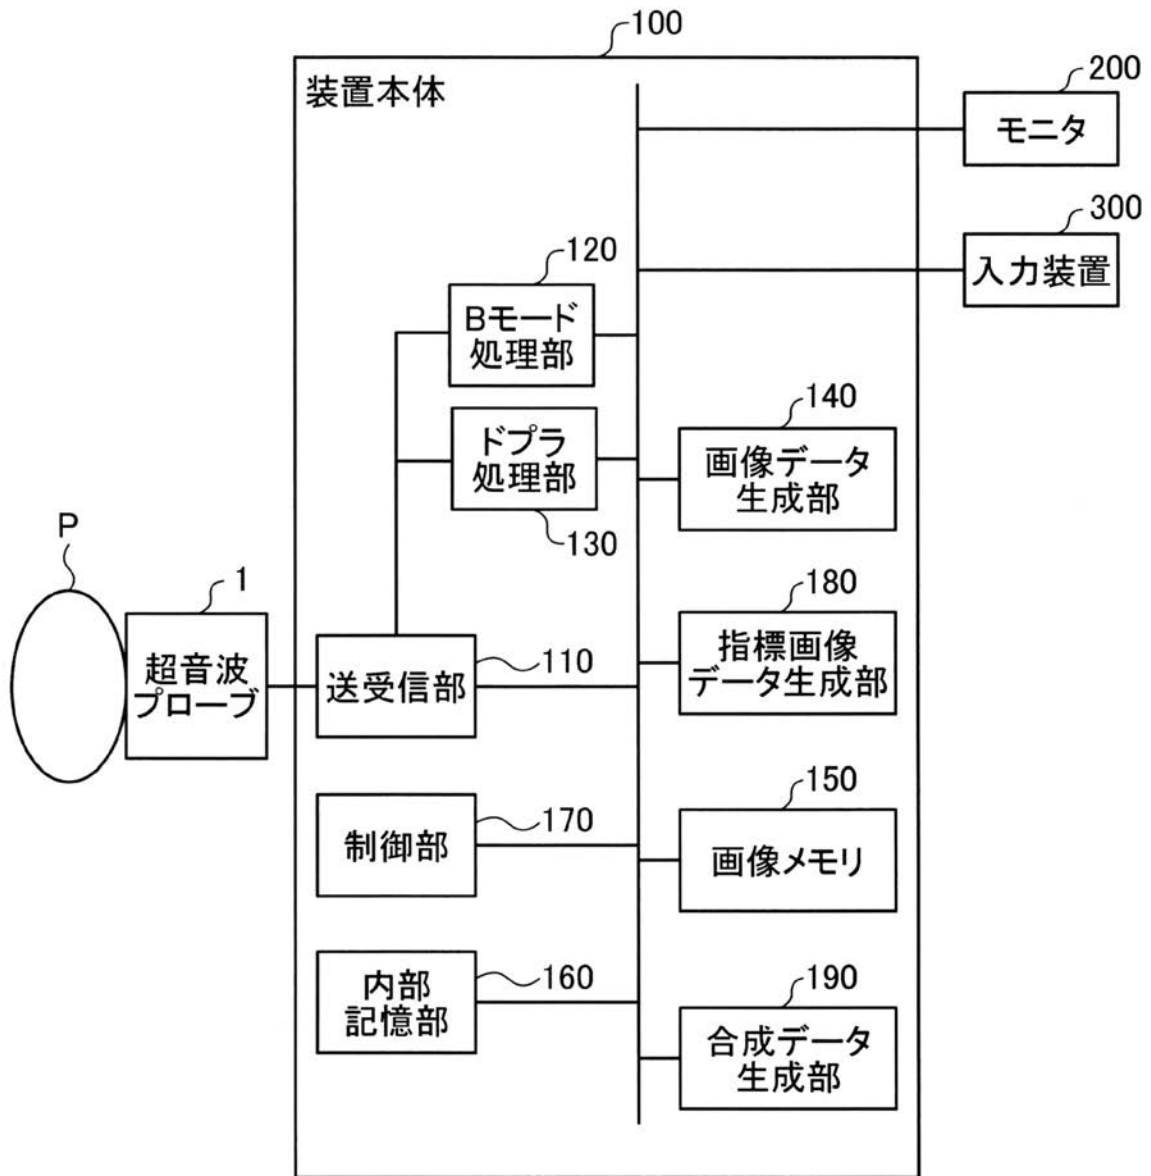 100
装置本体
200
モニタ
300
入力装置
120
Bモード
処理部
ドプラ
処理部
130
140
画像データ
生成部
P
1
超音波
プローブ
送受信部
110
180
指標画像
データ生成部
制御部
170
150
画像メモリ
内部
記憶部
160
190
合成データ
生成部